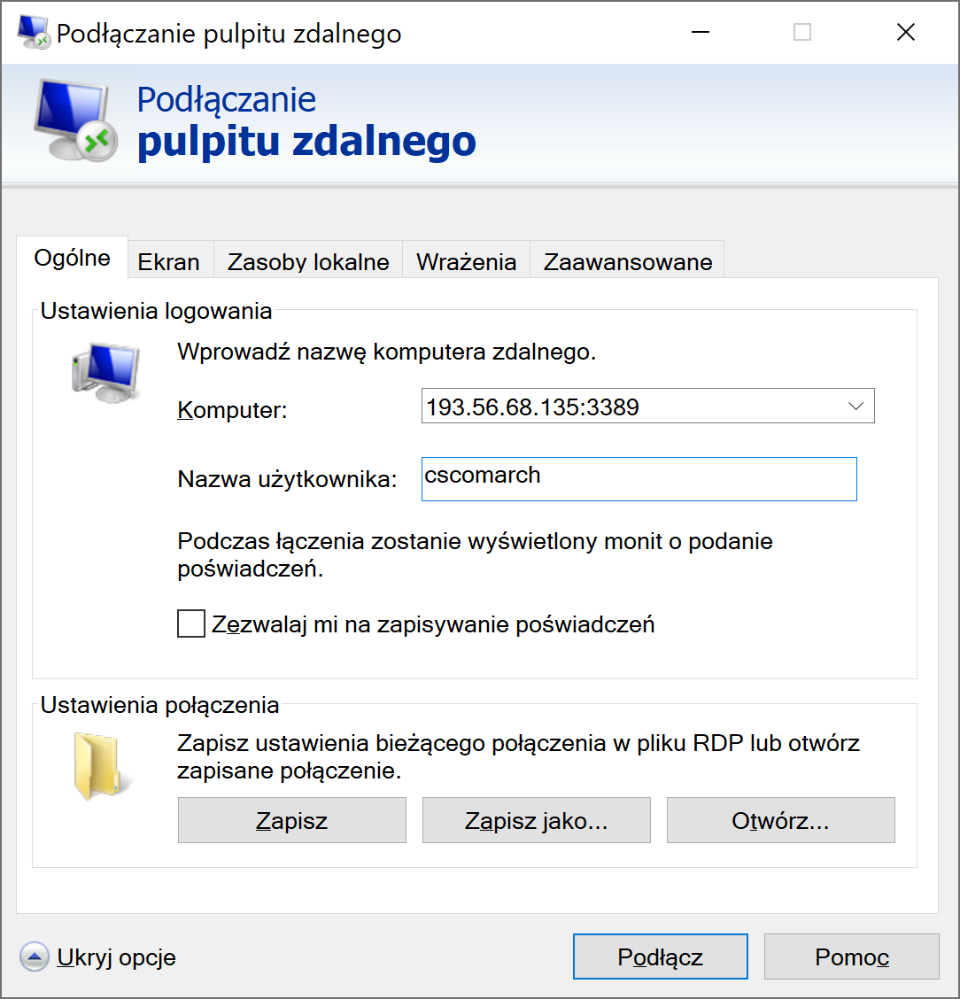 Podłączanie pulpitu zdalnego
Podłączanie
pulpitu zdalnego
Ogólne
Ekran
Zasoby lokalne
Wrażenia
Zaawansowane
Ustawienia logowania
Wprowadź nazwę komputera zdalnego.
Komputer:
193.56.68.135:3389
Nazwa użytkownika:
cscomarch
Podczas łączenia zostanie wyświetlony monit o podanie
poświadczeń.
Zezwalaj mi na zapisywanie poświadczeń
Ustawienia połączenia
Zapisz ustawienia bieżącego połączenia w pliku RDP lub otwórz
zapisane połączenie.
Zapisz
Zapisz jako...
Otwórz...
Ukryj opcje
Podłącz
Pomoc